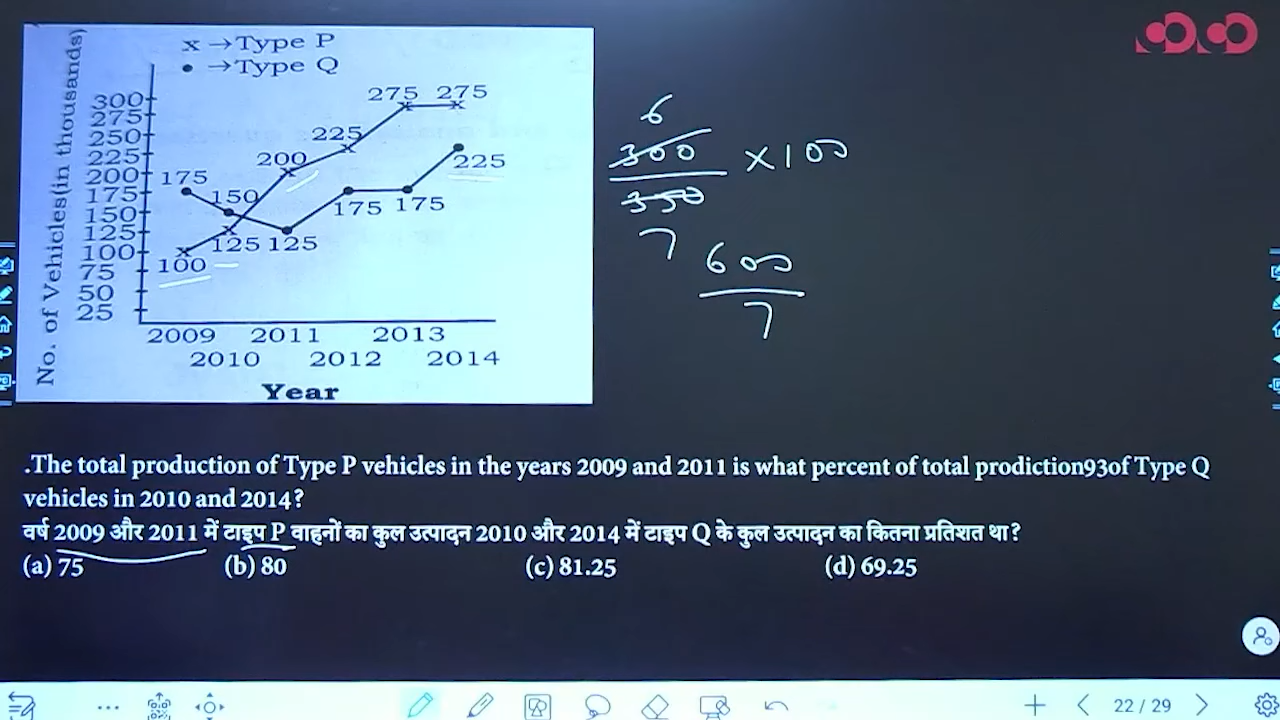 x →Type P
• →Type Q
No. of Vehicles(in thousands)
300
275
250
225
200
175
150
125
100
75
50
25
275 275
225
200
175
150
225
175 175
125 125
100
2009 2011 2013
2010 2012 2014
Year
6
300 ×100
350
7
600
7
.The total production of Type P vehicles in the years 2009 and 2011 is what percent of total prodiction93of Type Q
vehicles in 2010 and 2014?
वर्ष 2009 और 2011 में टाइप P वाहनों का कुल उत्पादन 2010 और 2014 में टाइप Q के कुल उत्पादन का कितना प्रतिशत था?
(a) 75 (b) 80 (c) 81.25 (d) 69.25
22 / 29